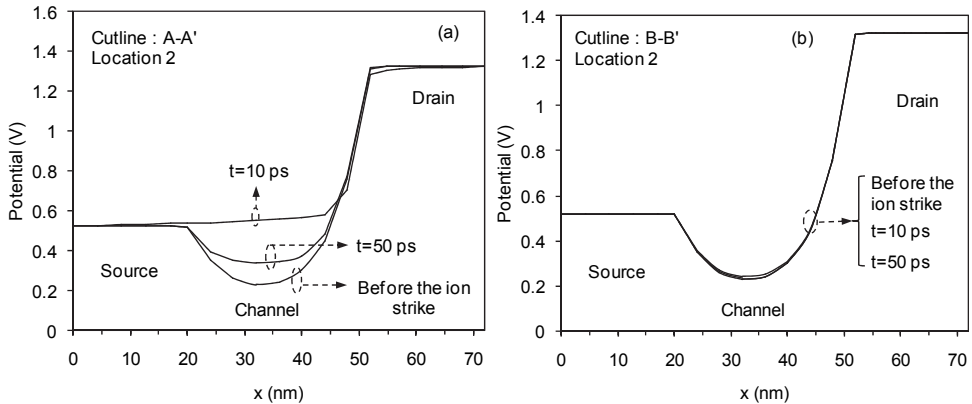 (a)
Cutline : A-A'
Location 2
Drain
t=10 ps
t=50 ps
Source
Before the ion
strike
Channel
Potential (V)
1.6
1.4
1.2
1
0.8
0.6
0.4
0.2
0
0 10 20 30 40 50 60 70
x (nm)
(b)
Cutline : B-B'
Location 2
Drain
Before the
ion strike
t=10 ps
t=50 ps
Source
Channel
Potential (V)
1.4
1.2
1
0.8
0.6
0.4
0.2
0
0 10 20 30 40 50 60 70
x (nm)